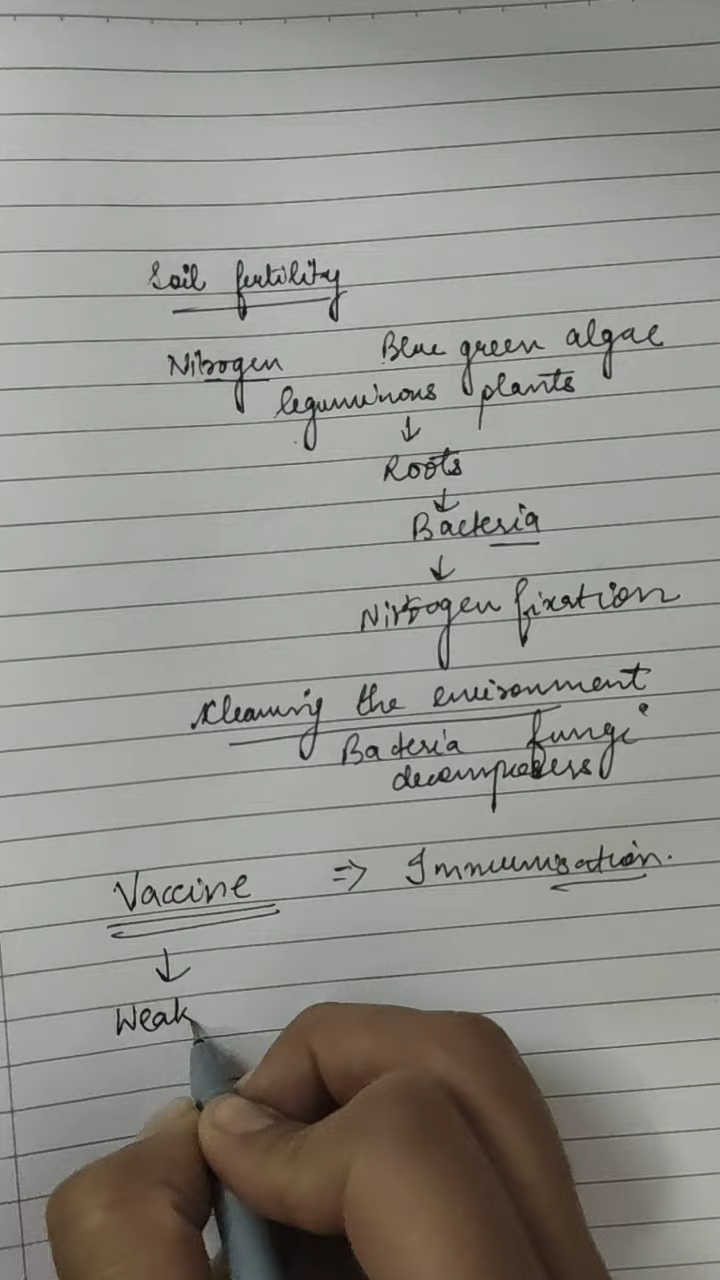 Soil fertility
Nitrogen Blue green algae
leguminous plants
↓
Roots
↓
Bacteria
↓
Nitrogen fixation
Cleaning the environment
Bacteria fungi
decomposers
Vaccine ⇒ Immunisation.
↓
Weak